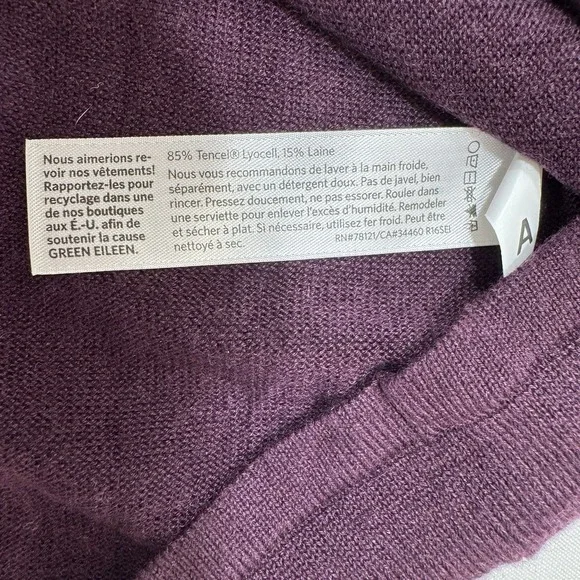 Nous aimerions re-
voir nos vêtements!
Rapportez-les pour
recyclage dans une
de nos boutiques
aux É.-U. afin de
soutenir la cause
GREEN EILEEN.
85% Tencel® Lyocell, 15% Laine
Nous vous recommandons de laver à la main froide,
séparément, avec un détergent doux. Pas de javel, bien
rincer. Pressez doucement, ne pas essorer. Rouler dans
une serviette pour enlever l'excès d'humidité. Remodeler
et sécher à plat. Si nécessaire, utilisez fer froid. Peut être
nettoyé à sec.
RN#78121/CA#34460 R16SEI
A